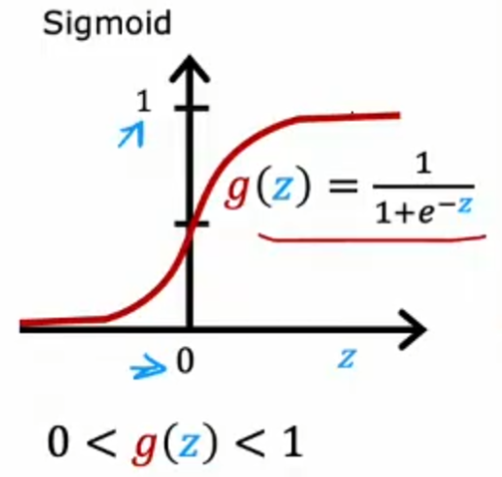 Sigmoid
1
g(z) = 1/(1+e^{-z})
0
z
0 < g(z) < 1